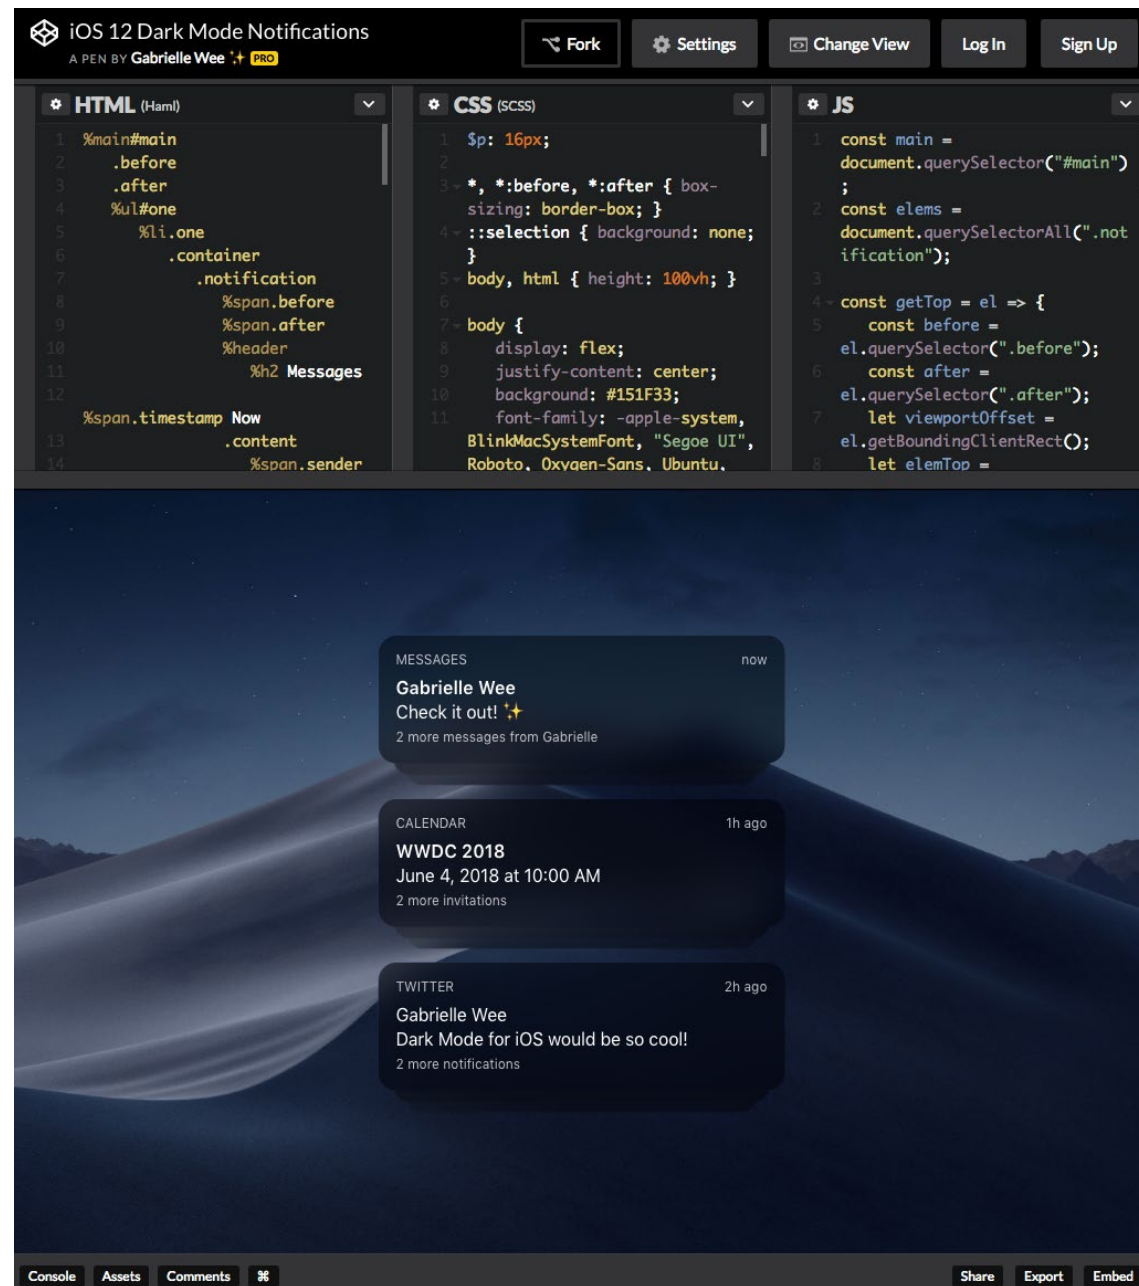 iOS 12 Dark Mode Notifications
A PEN BY Gabrielle Wee ✨ PRO
Fork
Settings
Change View
Log In
Sign Up
HTML (Haml)
1 %main#main
2 .before
3 .after
4 %ul#one
5 %li.one
6 .container
7 .notification
8 %span.before
9 %span.after
10 %header
11 %h2 Messages
12
%span.timestamp Now
13 .content
14 %span.sender
CSS (SCSS)
1 $p: 16px;
2
3 *, *:before, *:after { box-
sizing: border-box; }
4 ::selection { background: none;
}
5 body, html { height: 100vh; }
6
7 body {
8 display: flex;
9 justify-content: center;
10 background: #151F33;
11 font-family: -apple-system,
BlinkMacSystemFont, "Segoe UI",
Roboto, Oxygen-Sans, Ubuntu,
JS
1 const main =
document.querySelector("#main")
;
2 const elems =
document.querySelectorAll(".not
ification");
3
4 const getTop = el => {
5 const before =
el.querySelector(".before");
6 const after =
el.querySelector(".after");
7 let viewportOffset =
el.getBoundingClientRect();
8 let elemTop =
MESSAGES
now
Gabrielle Wee
Check it out! ✨
2 more messages from Gabrielle
CALENDAR
1h ago
WWDC 2018
June 4, 2018 at 10:00 AM
2 more invitations
TWITTER
2h ago
Gabrielle Wee
Dark Mode for iOS would be so cool!
2 more notifications
Console
Assets
Comments
⌘
Share
Export
Embed